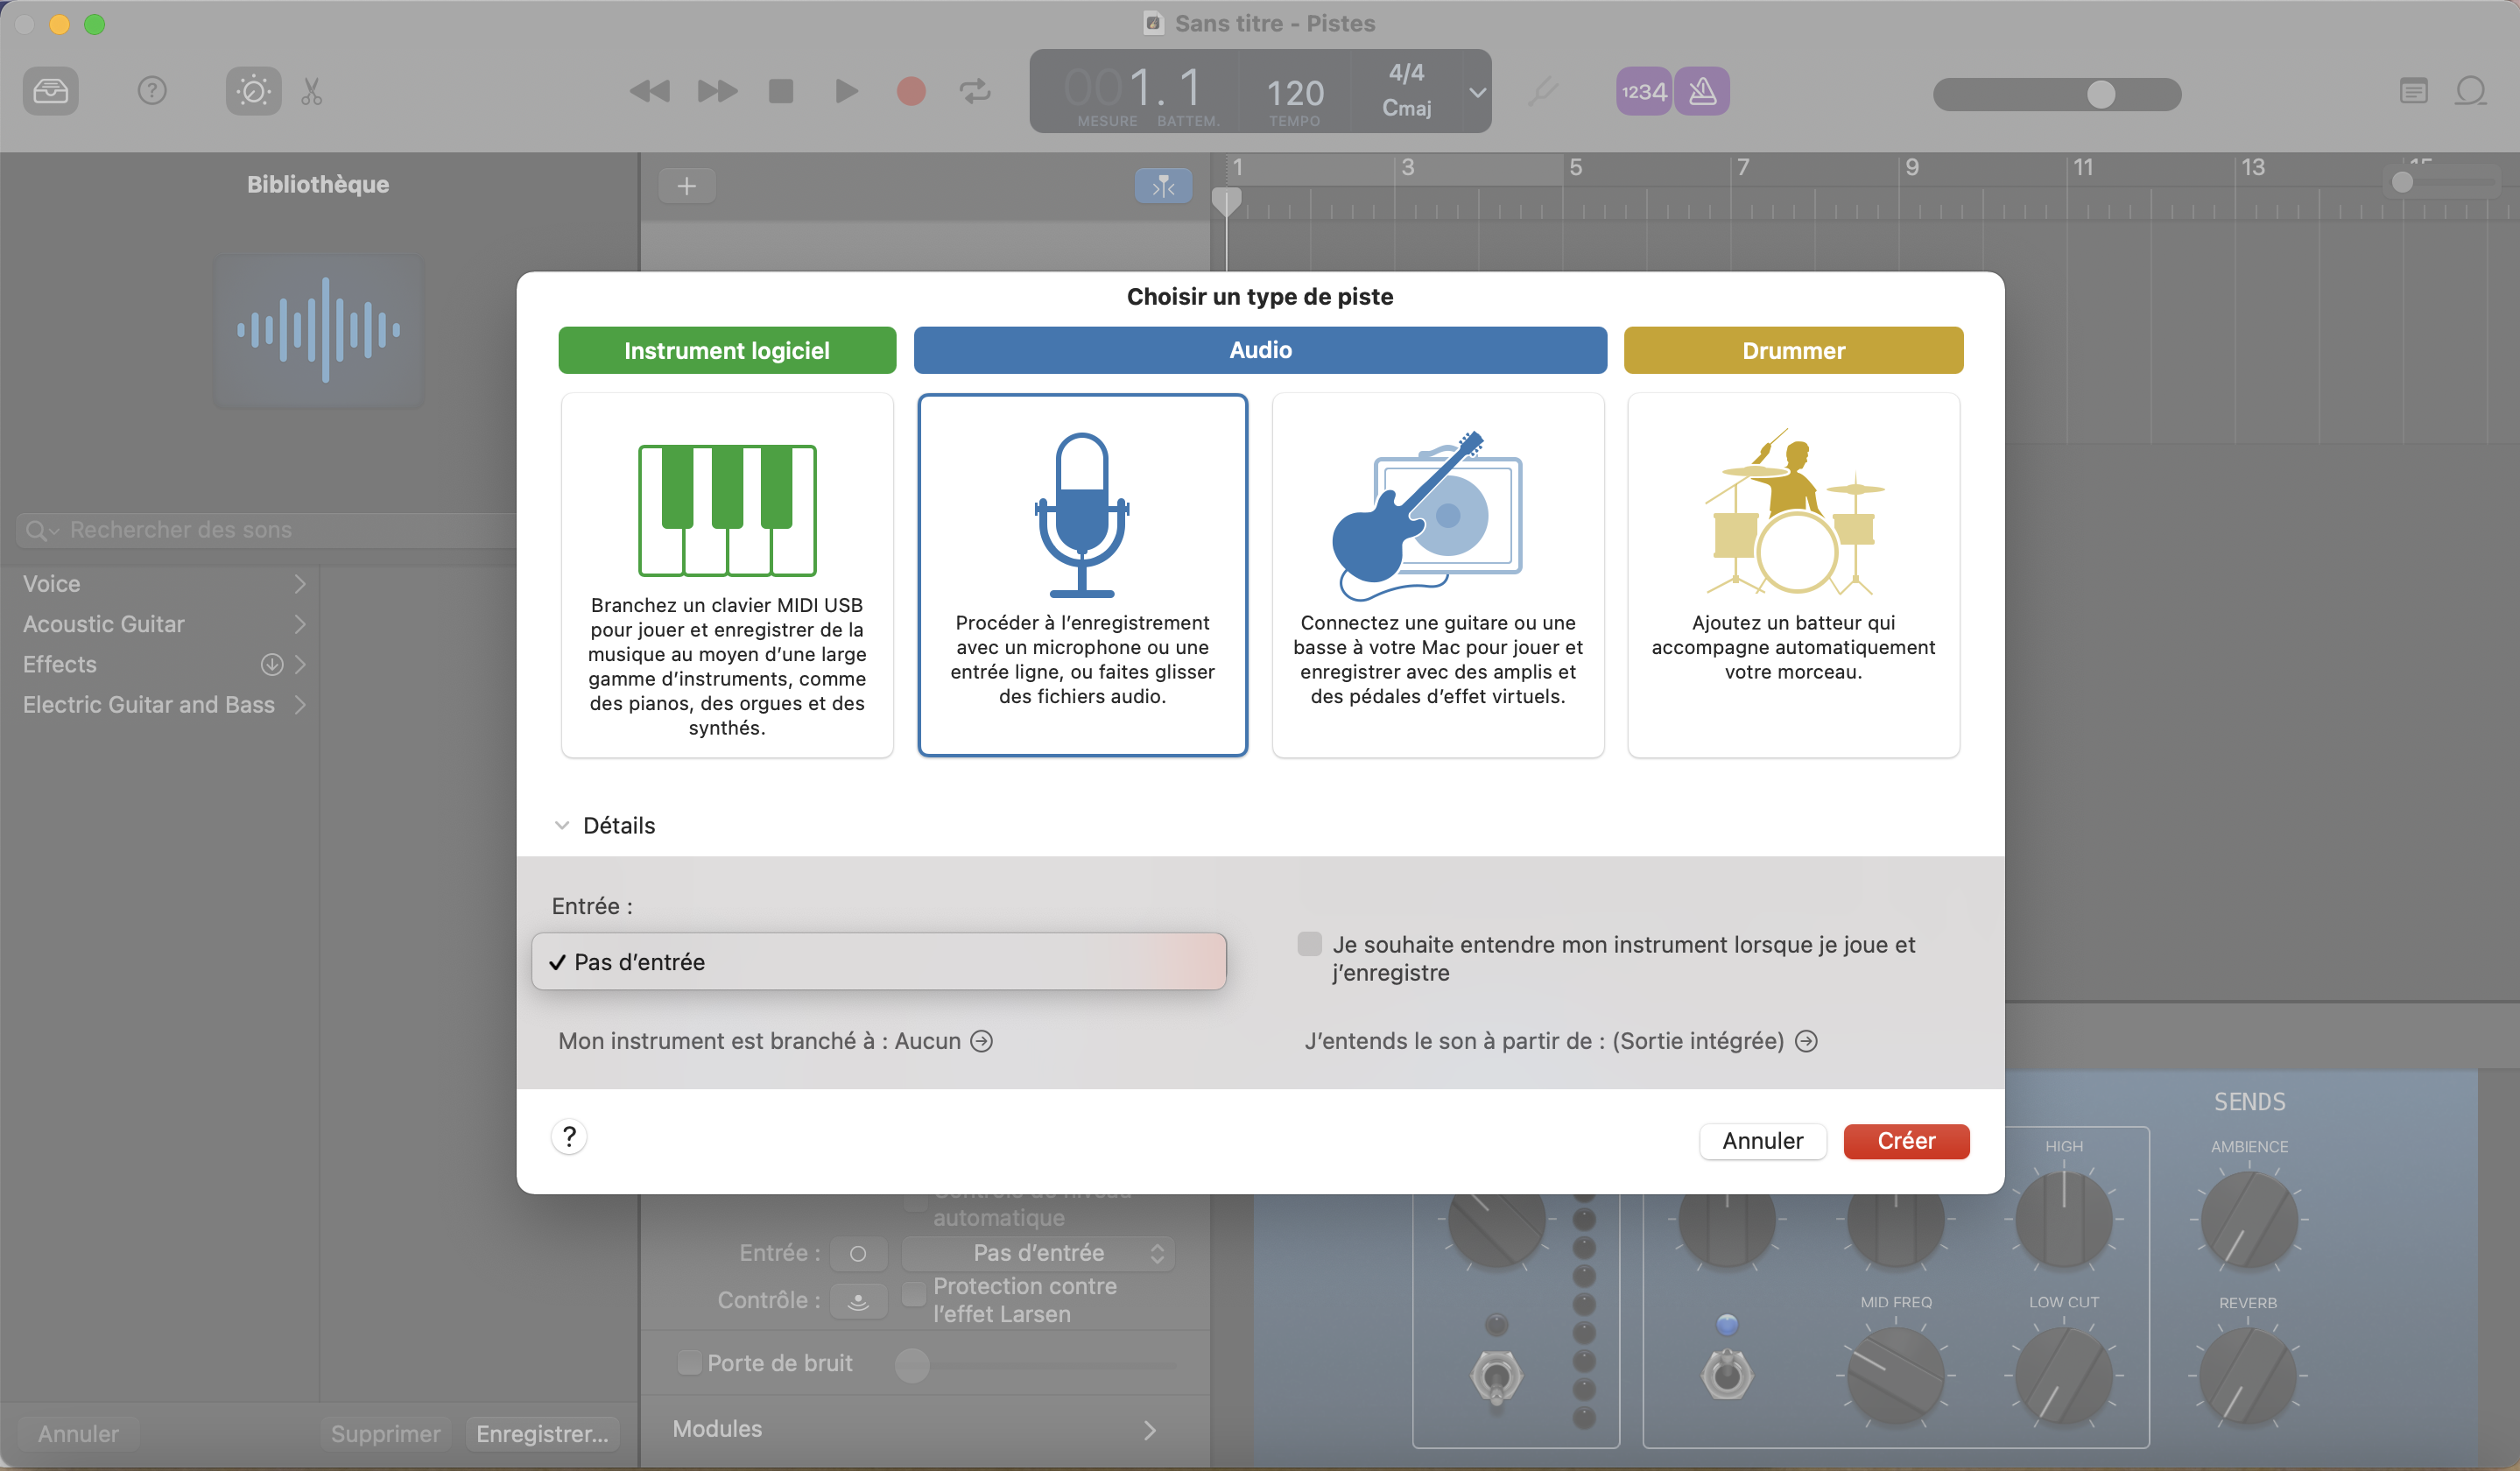 Sans titre - Pistes
001. 1
MESURE BATTEM.
120
TEMPO
4/4
Cmaj
1234
Bibliothèque
1 3 5 7 9 11 13
Rechercher des sons
Voice
Acoustic Guitar
Effects
Electric Guitar and Bass
Choisir un type de piste
Instrument logiciel
Audio
Drummer
Branchez un clavier MIDI USB
pour jouer et enregistrer de la
musique au moyen d’une large
gamme d’instruments, comme
des pianos, des orgues et des
synthés.
Procéder à l’enregistrement
avec un microphone ou une
entrée ligne, ou faites glisser
des fichiers audio.
Connectez une guitare ou une
basse à votre Mac pour jouer et
enregistrer avec des amplis et
des pédales d’effet virtuels.
Ajoutez un batteur qui
accompagne automatiquement
votre morceau.
Détails
Entrée :
✓ Pas d’entrée
Je souhaite entendre mon instrument lorsque je joue et
j’enregistre
Mon instrument est branché à : Aucun
J’entends le son à partir de : (Sortie intégrée)
?
Annuler
Créer
automatique
Entrée :
Pas d’entrée
Contrôle :
Protection contre
l’effet Larsen
Porte de bruit
Modules
SENDS
HIGH
AMBIENCE
MID FREQ
LOW CUT
REVERB
Annuler
Supprimer
Enregistrer...